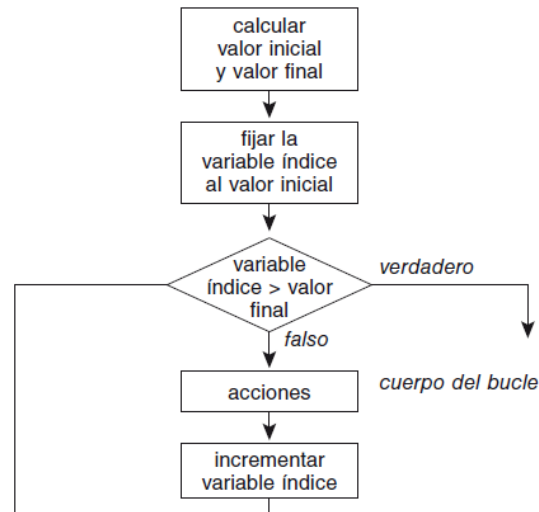 calcular
valor inicial
y valor final
fijar la
variable índice
al valor inicial
variable
índice > valor
final
verdadero
falso
acciones
cuerpo del bucle
incrementar
variable índice